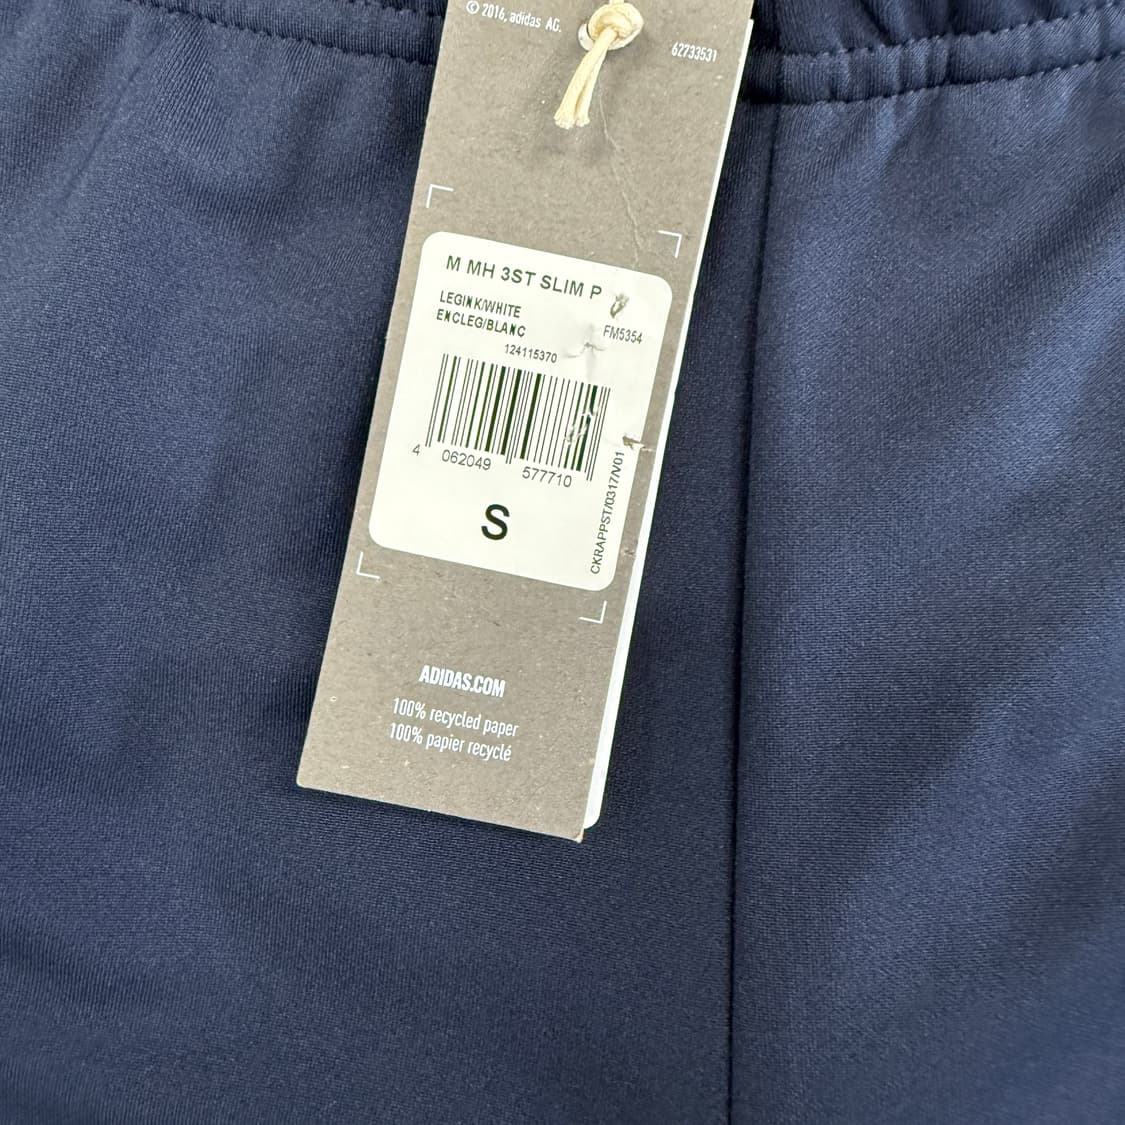 © 2016, adidas AG.
62733531
M MH 3ST SLIM P
LEGINK/WHITE
ENCLEG/BLANC
FM5354
124115370
4 062049 577710
S
CKRAPPST/0317/V01
ADIDAS.COM
100% recycled paper
100% papier recyclé